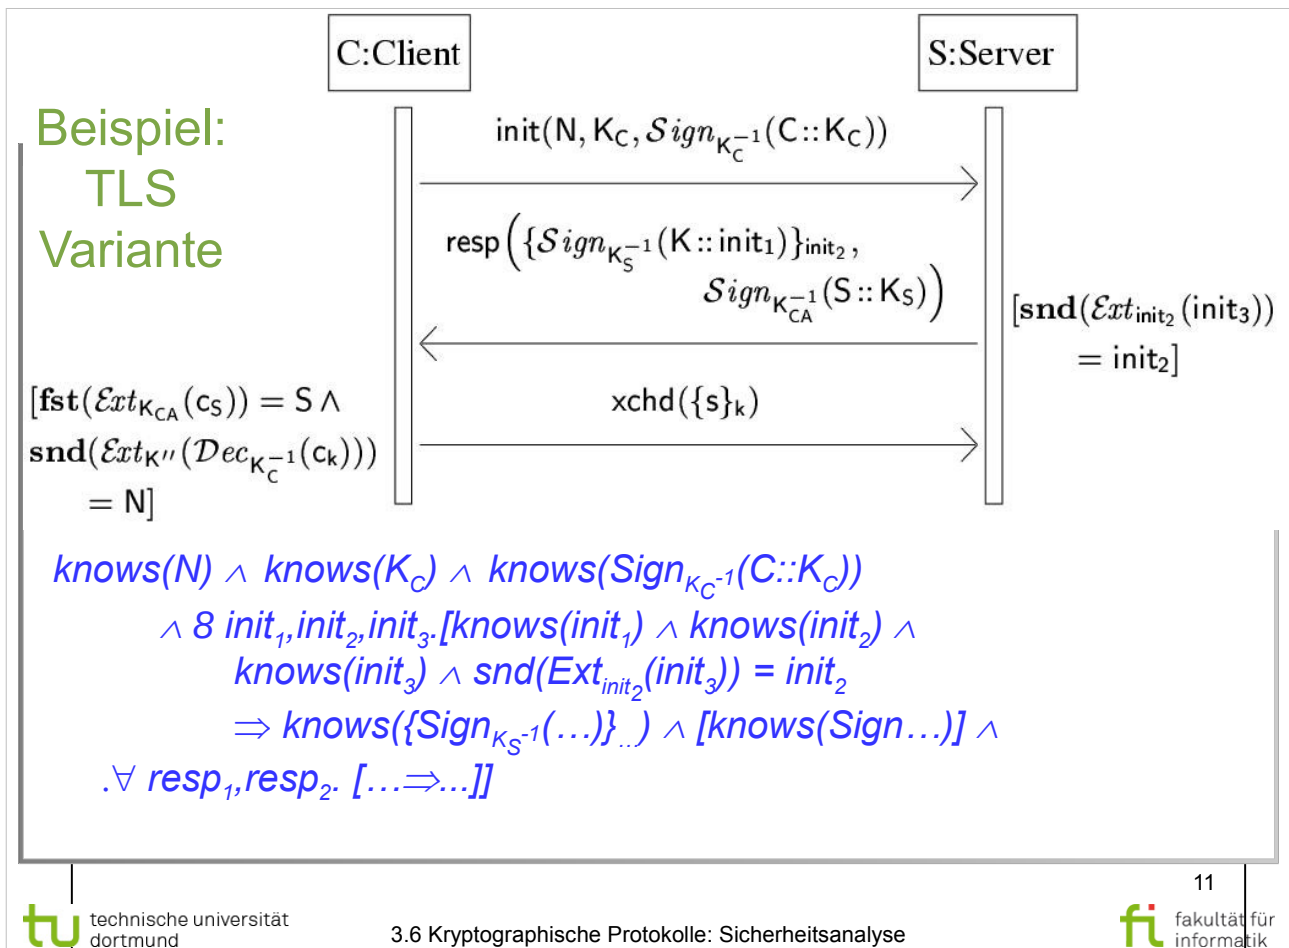 C:Client
S:Server
Beispiel:
TLS
Variante
init(N, K_C, Sign_{K_C^{-1}}(C::K_C))
resp({Sign_{K_S^{-1}}(K::init_1)}_{init_2},
Sign_{K_{CA}^{-1}}(S::K_S))
[snd(Ext_{init_2}(init_3))
= init_2]
[fst(Ext_{K_{CA}}(c_S)) = S ∧
snd(Ext_{K''}(Dec_{K_C^{-1}}(c_k)))
= N]
xchd({s}_k)
knows(N) ∧ knows(K_C) ∧ knows(Sign_{K_C^{-1}}(C::K_C))
∧ 8 init_1,init_2,init_3.[knows(init_1) ∧ knows(init_2) ∧
knows(init_3) ∧ snd(Ext_{init_2}(init_3)) = init_2
⇒ knows({Sign_{K_S^{-1}}(…)}_{…}) ∧ [knows(Sign…)] ∧
.∀ resp_1,resp_2. […⇒...]]
11
technische universität
dortmund
3.6 Kryptographische Protokolle: Sicherheitsanalyse
fakultät für
informatik